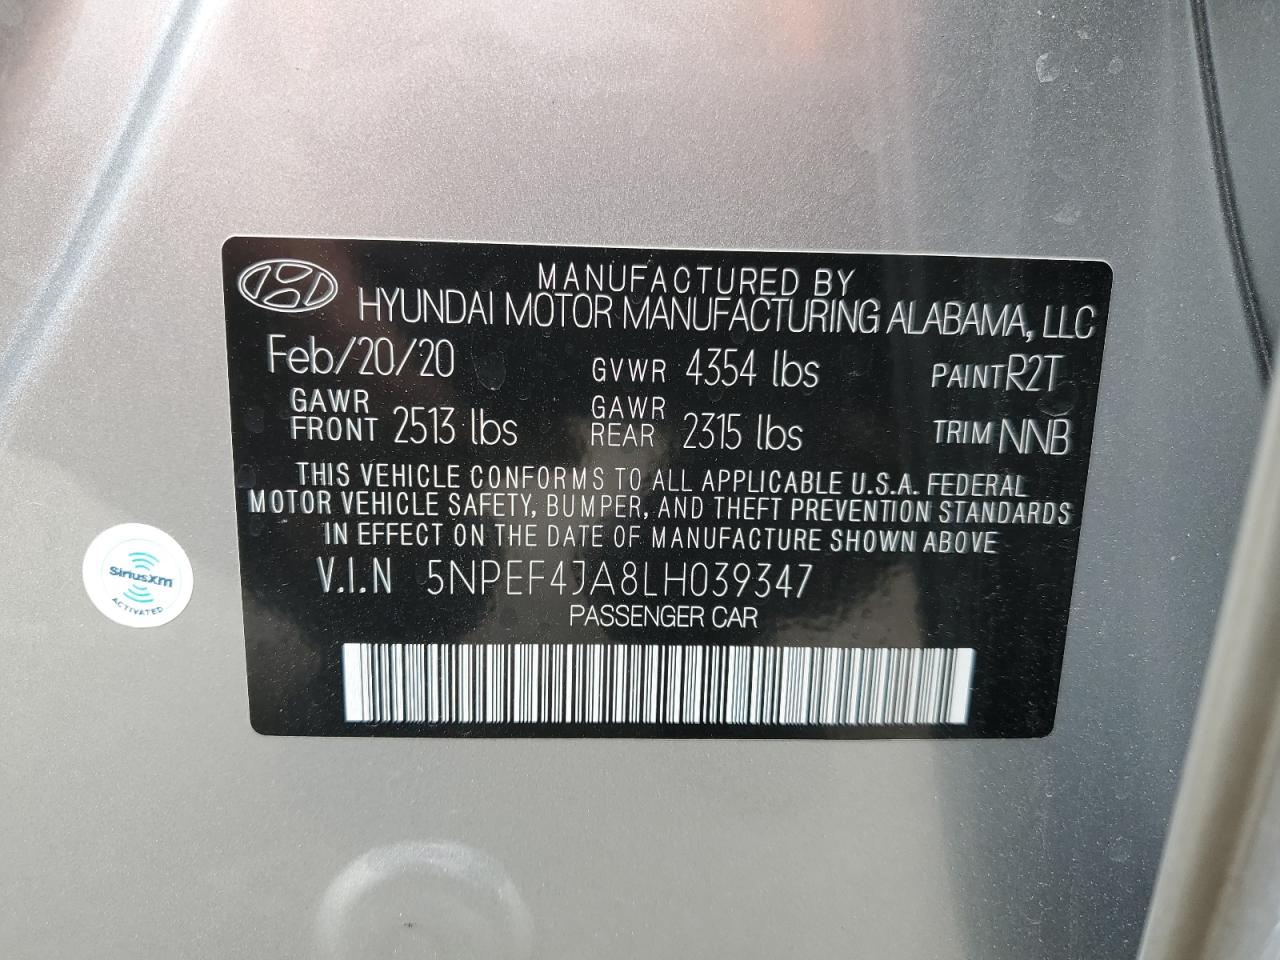 MANUFACTURED BY
HYUNDAI MOTOR MANUFACTURING ALABAMA, LLC
Feb/20/20 GVWR 4354 lbs PAINT R2T
GAWR FRONT 2513 lbs GAWR REAR 2315 lbs TRIM NNB
THIS VEHICLE CONFORMS TO ALL APPLICABLE U.S.A. FEDERAL
MOTOR VEHICLE SAFETY, BUMPER, AND THEFT PREVENTION STANDARDS
IN EFFECT ON THE DATE OF MANUFACTURE SHOWN ABOVE
V.I.N 5NPEF4JA8LH039347
PASSENGER CAR
SiriusXm
ACTIVATED